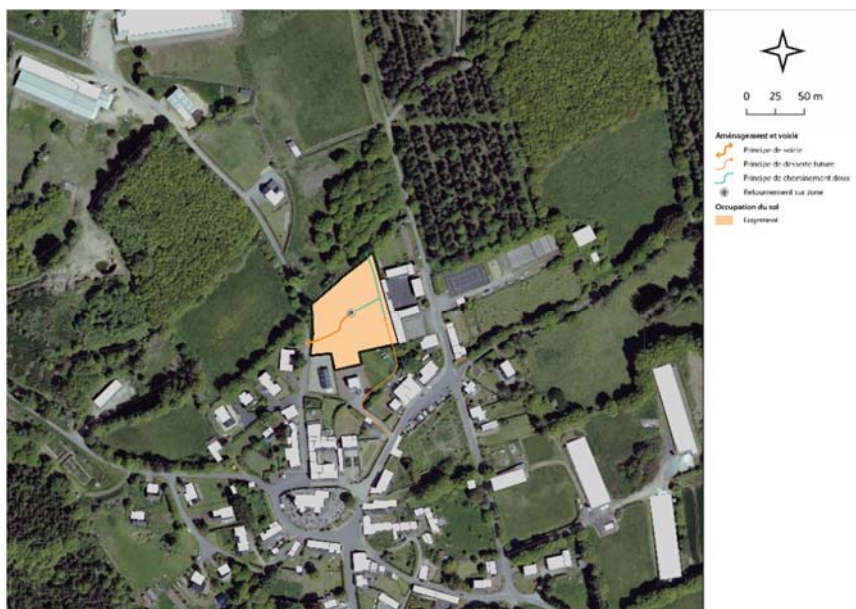 0 25 50 m
Aménagement et voirie
Principe de voirie
Principe de desserte future
Principe de cheminement doux
Retournement sur zone
Occupation du sol
Logement